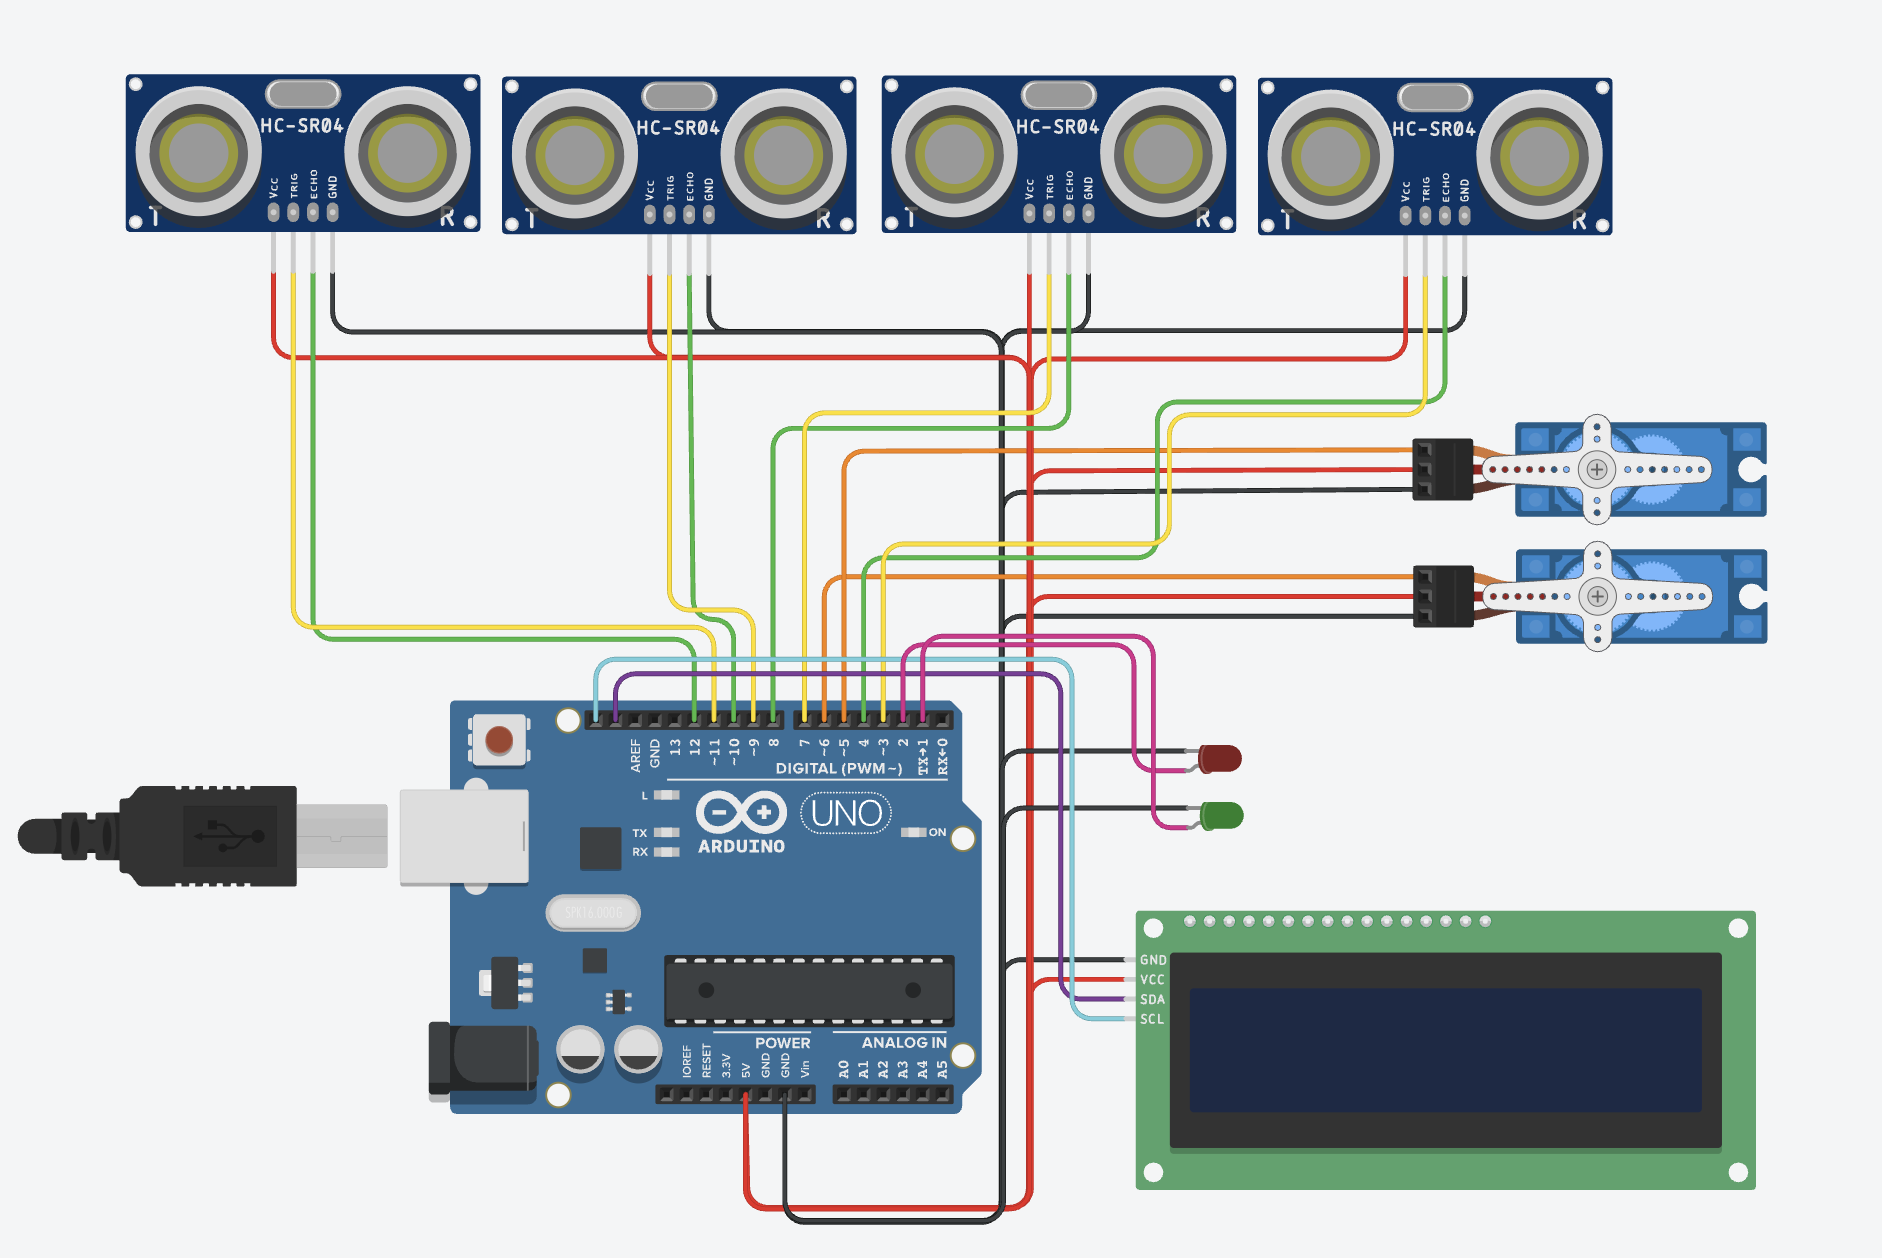 HC-SR04
Vcc TRIG ECHO GND
T R
HC-SR04
Vcc TRIG ECHO GND
T R
HC-SR04
Vcc TRIG ECHO GND
T R
HC-SR04
Vcc TRIG ECHO GND
T R
AREF GND 13 12 ~11 ~10 ~9 8 7 ~6 ~5 4 ~3 2 TX→1 RX←0
DIGITAL (PWM~)
L
TX
RX
UNO
ON
ARDUINO
SPK16.000G
GND
VCC
SDA
SCL
POWER
ANALOG IN
IOREF RESET 3.3V 5V GND GND Vin A0 A1 A2 A3 A4 A5